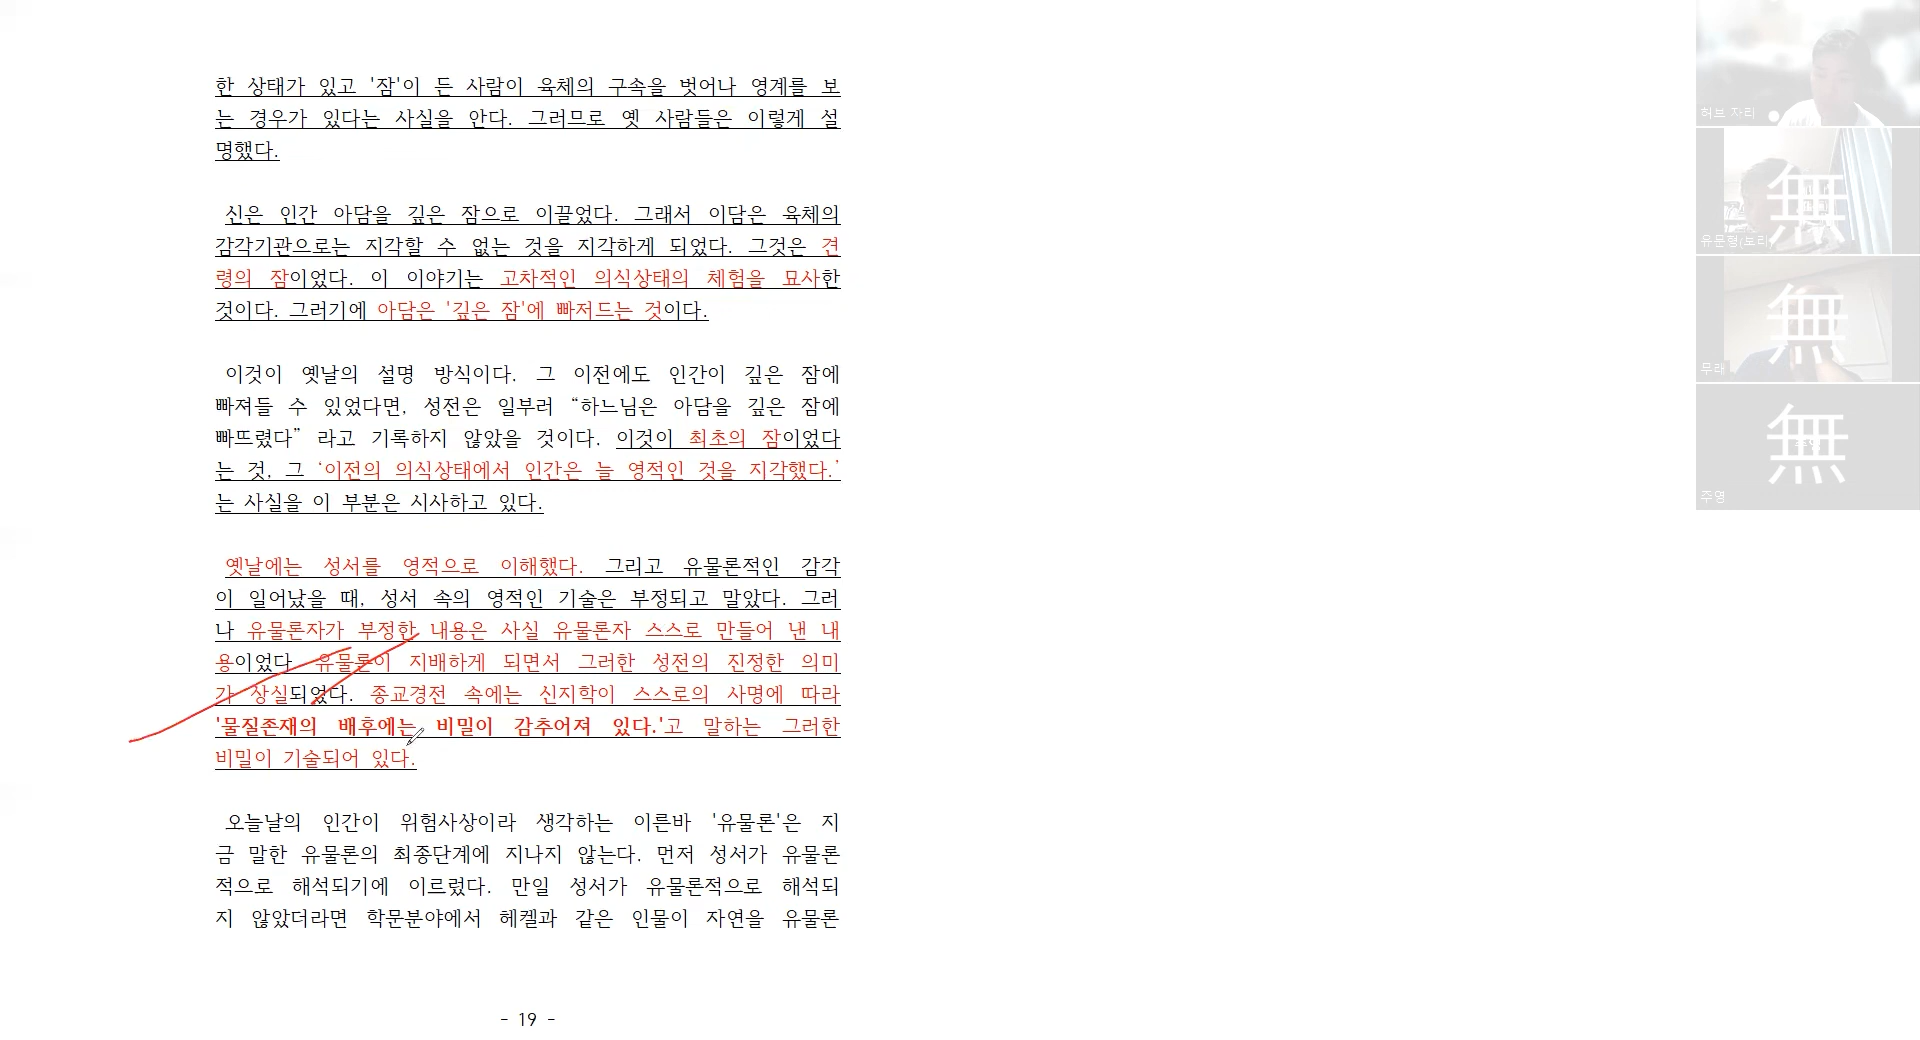 한 상태가 있고 '잠'이 든 사람이 육체의 구속을 벗어나 영계를 보
는 경우가 있다는 사실을 안다. 그러므로 옛 사람들은 이렇게 설
명했다.
신은 인간 아담을 깊은 잠으로 이끌었다. 그래서 이담은 육체의
감각기관으로는 지각할 수 없는 것을 지각하게 되었다. 그것은 견
령의 잠이었다. 이 이야기는 고차적인 의식상태의 체험을 묘사한
것이다. 그러기에 아담은 '깊은 잠'에 빠져드는 것이다.
이것이 옛날의 설명 방식이다. 그 이전에도 인간이 깊은 잠에
빠져들 수 있었다면, 성전은 일부러 “하느님은 아담을 깊은 잠에
빠뜨렸다” 라고 기록하지 않았을 것이다. 이것이 최초의 잠이었다
는 것, 그 ‘이전의 의식상태에서 인간은 늘 영적인 것을 지각했다.’
는 사실을 이 부분은 시사하고 있다.
옛날에는 성서를 영적으로 이해했다. 그리고 유물론적인 감각
이 일어났을 때, 성서 속의 영적인 기술은 부정되고 말았다. 그러
나 유물론자가 부정한 내용은 사실 유물론자 스스로 만들어 낸 내
용이었다. 유물론이 지배하게 되면서 그러한 성전의 진정한 의미
가 상실되었다. 종교경전 속에는 신지학이 스스로의 사명에 따라
'물질존재의 배후에는 비밀이 감추어져 있다.'고 말하는 그러한
비밀이 기술되어 있다.
오늘날의 인간이 위험사상이라 생각하는 이른바 '유물론'은 지
금 말한 유물론의 최종단계에 지나지 않는다. 먼저 성서가 유물론
적으로 해석되기에 이르렀다. 만일 성서가 유물론적으로 해석되
지 않았더라면 학문분야에서 헤켈과 같은 인물이 자연을 유물론
- 19 -
허브 자리
無
유문형(보리)
無
무래
無
주영